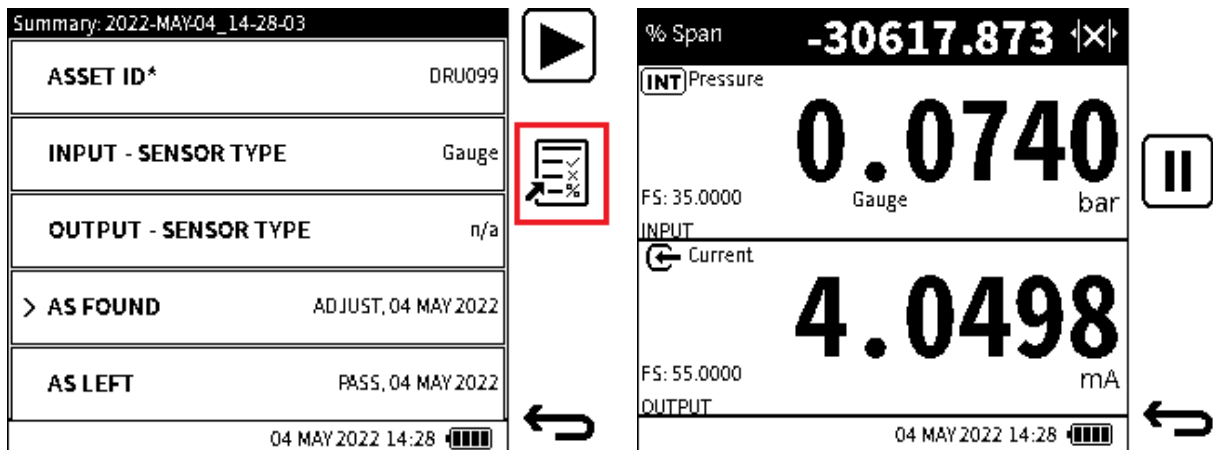 Summary: 2022-MAY-04_14-28-03
ASSET ID* DRU099
INPUT - SENSOR TYPE Gauge
OUTPUT - SENSOR TYPE n/a
> AS FOUND ADJUST, 04 MAY 2022
AS LEFT PASS, 04 MAY 2022
04 MAY 2022 14:28
% Span -30617.873
INT Pressure
0.0740
FS: 35.0000 Gauge bar
INPUT
Current
4.0498
FS: 55.0000 mA
OUTPUT
04 MAY 2022 14:28